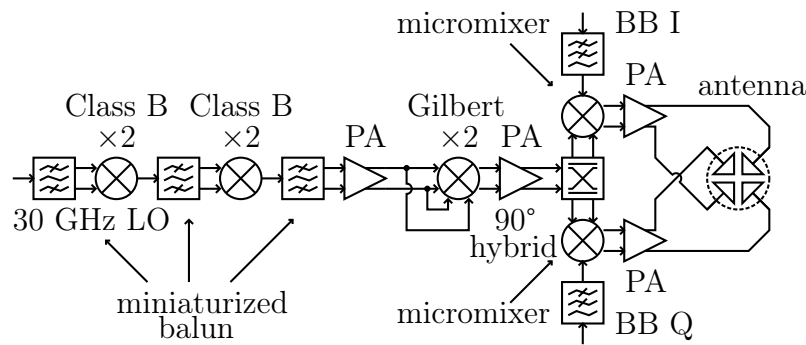 micromixer
BB I
PA
antenna
Class B
×2
Class B
×2
PA
Gilbert
×2
PA
30 GHz LO
90°
hybrid
miniaturized
balun
micromixer
PA
BB Q